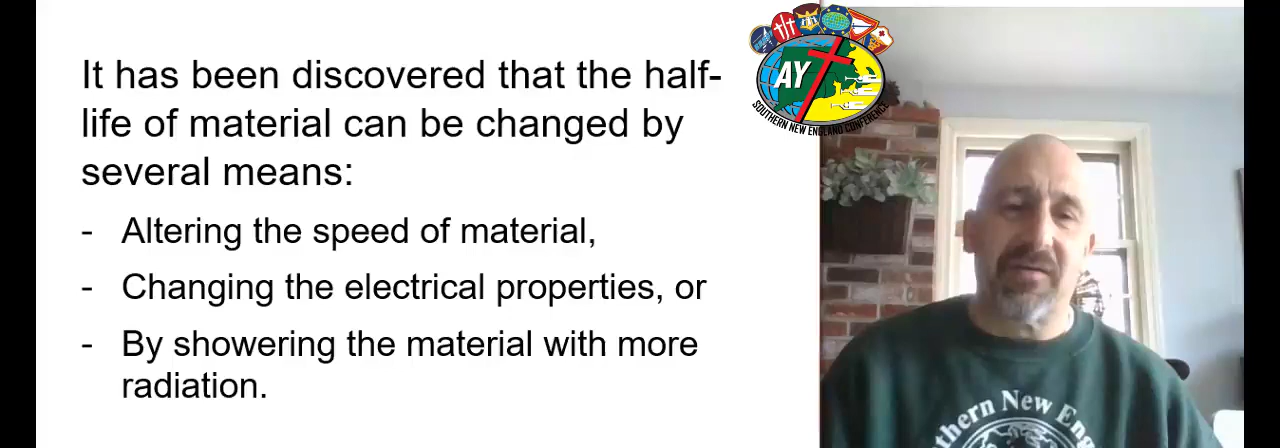 It has been discovered that the half-
life of material can be changed by
several means:
- Altering the speed of material,
- Changing the electrical properties, or
- By showering the material with more
radiation.
AY
SOUTHERN NEW ENGLAND CONFERENCE
thern New Eng